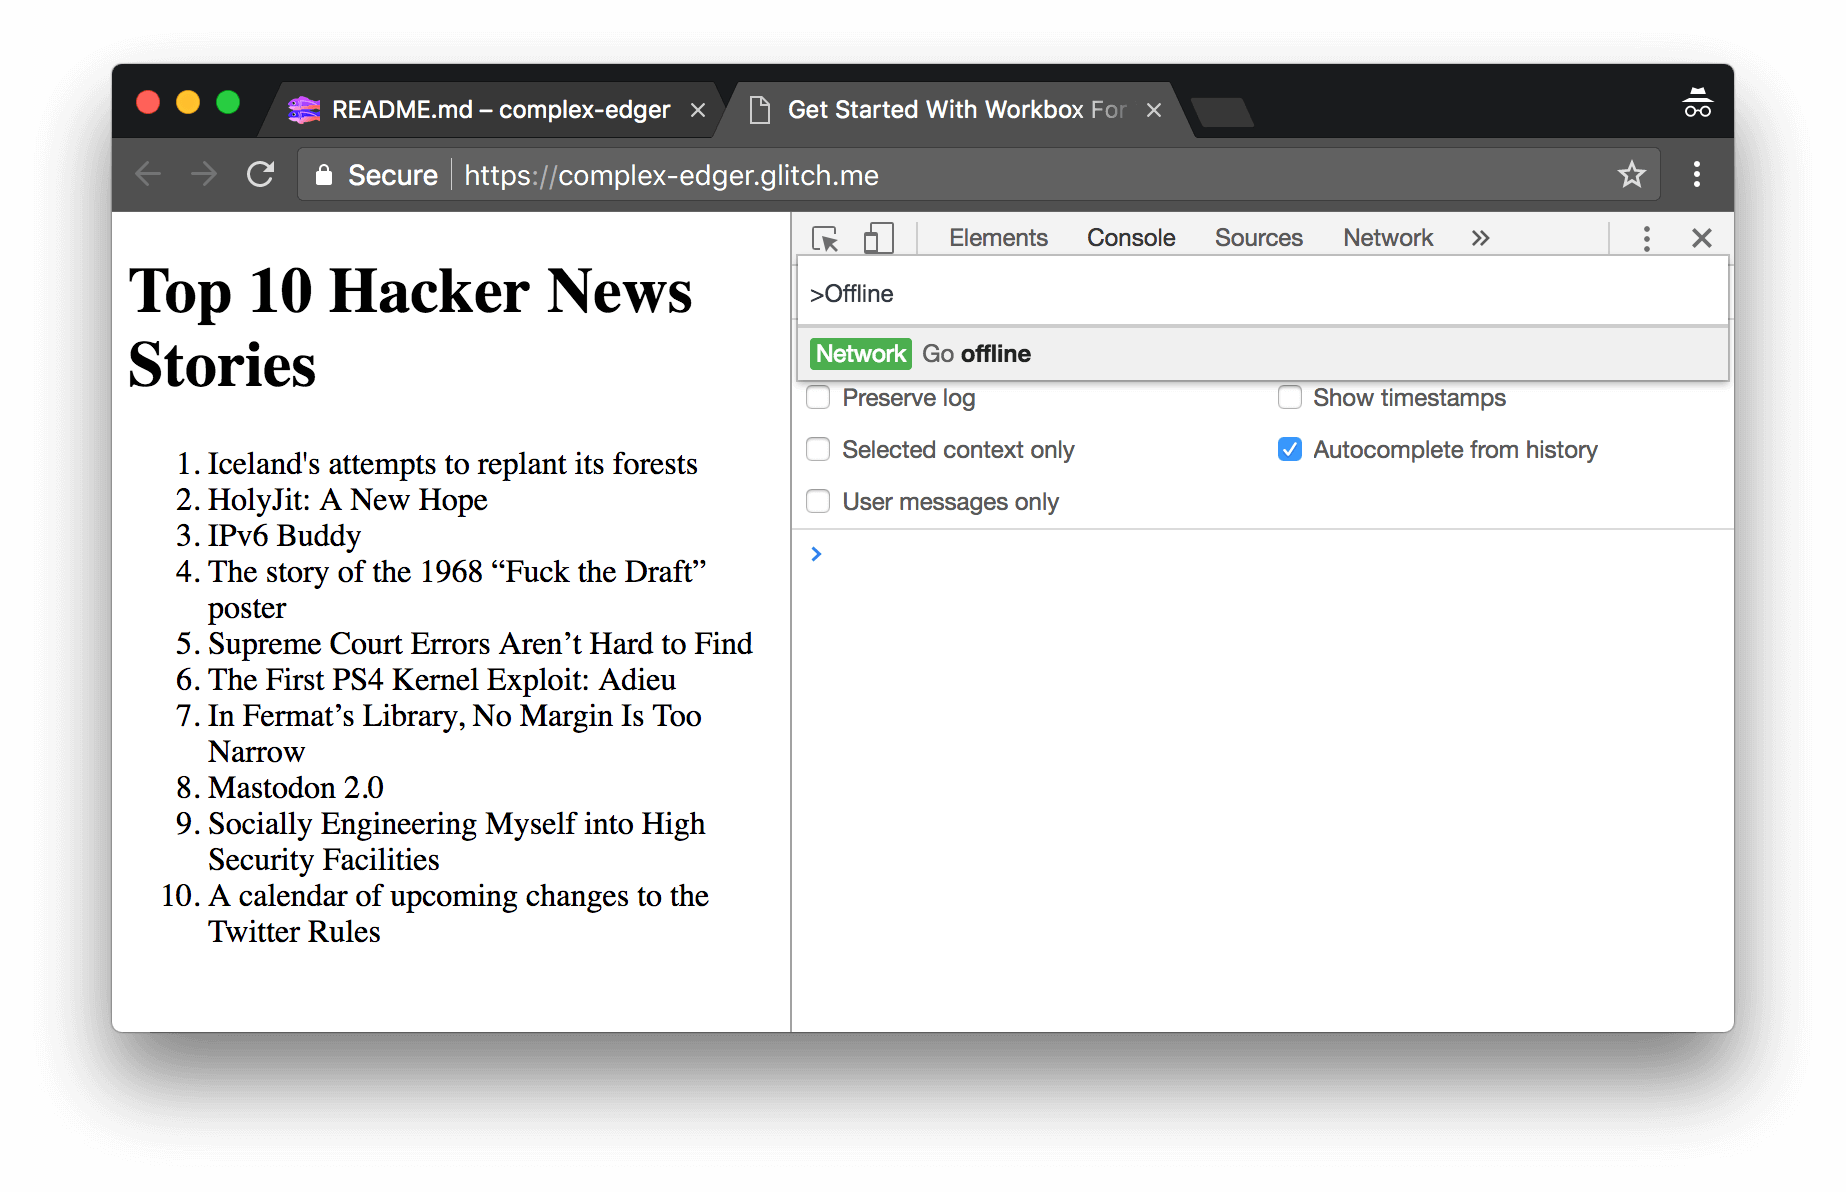 README.md – complex-edger
Get Started With Workbox For
Secure
https://complex-edger.glitch.me
Top 10 Hacker News
Stories
1. Iceland's attempts to replant its forests
2. HolyJit: A New Hope
3. IPv6 Buddy
4. The story of the 1968 “Fuck the Draft”
poster
5. Supreme Court Errors Aren’t Hard to Find
6. The First PS4 Kernel Exploit: Adieu
7. In Fermat’s Library, No Margin Is Too
Narrow
8. Mastodon 2.0
9. Socially Engineering Myself into High
Security Facilities
10. A calendar of upcoming changes to the
Twitter Rules
Elements Console Sources Network »
>Offline
Network Go offline
Preserve log
Show timestamps
Selected context only
Autocomplete from history
User messages only